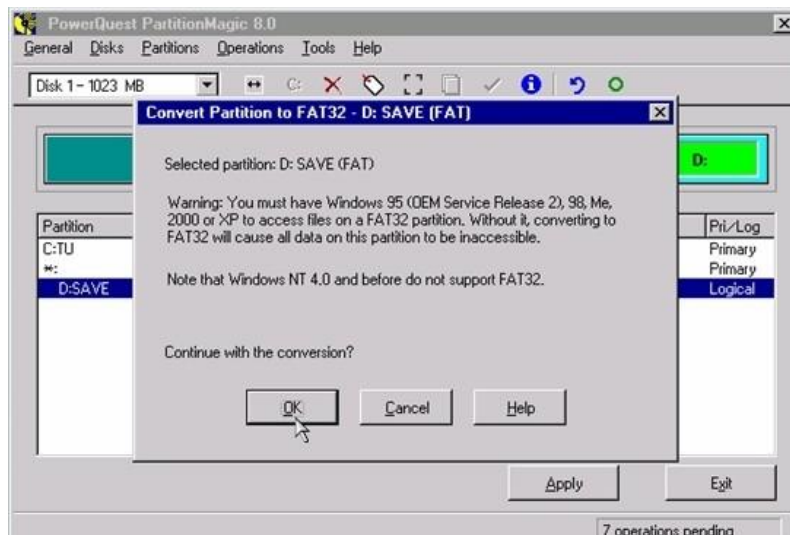 PowerQuest PartitionMagic 8.0
General Disks Partitions Operations Tools Help
Disk 1 - 1023 MB
C:
Convert Partition to FAT32 - D: SAVE (FAT)
Selected partition: D: SAVE (FAT)
D:
Warning: You must have Windows 95 (OEM Service Release 2), 98, Me,
2000 or XP to access files on a FAT32 partition. Without it, converting to
FAT32 will cause all data on this partition to be inaccessible.
Partition
Pri/Log
C:TU
Primary
*:
Primary
D:SAVE
Logical
Note that Windows NT 4.0 and before do not support FAT32.
Continue with the conversion?
OK Cancel Help
Apply Exit
7 operations pending